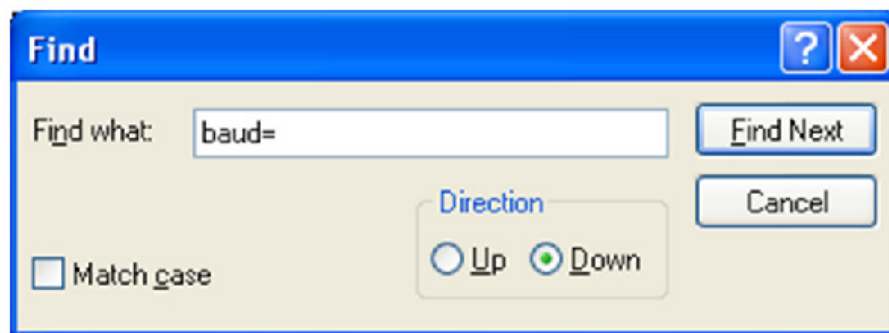 Find
Find what: baud= Find Next
Direction Cancel
Match case Up Down